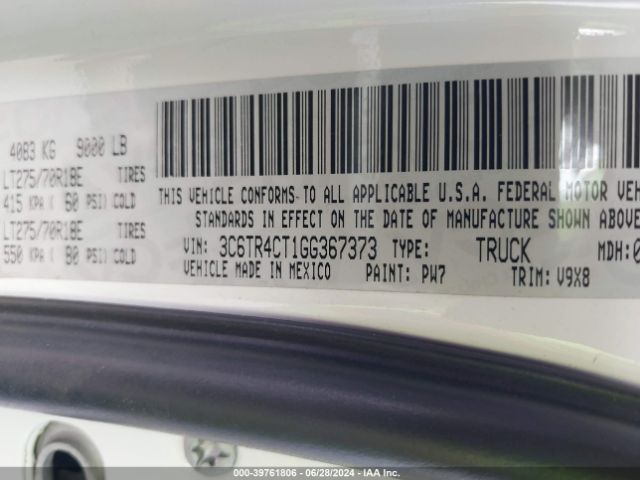 4083 KG 9000 LB
LT275/70R18E TIRES
415 KPA ( 60 PSI) COLD
LT275/70R18E TIRES
550 KPA ( 80 PSI) COLD
THIS VEHICLE CONFORMS TO ALL APPLICABLE U.S.A. FEDERAL MOTOR VEH
STANDARDS IN EFFECT ON THE DATE OF MANUFACTURE SHOWN ABOVE
VIN: 3C6TR4CT1GG367373 TYPE: TRUCK MDH:0
VEHICLE MADE IN MEXICO PAINT: PW7 TRIM: V9X8
000-39761806 - 06/28/2024 - IAA Inc.